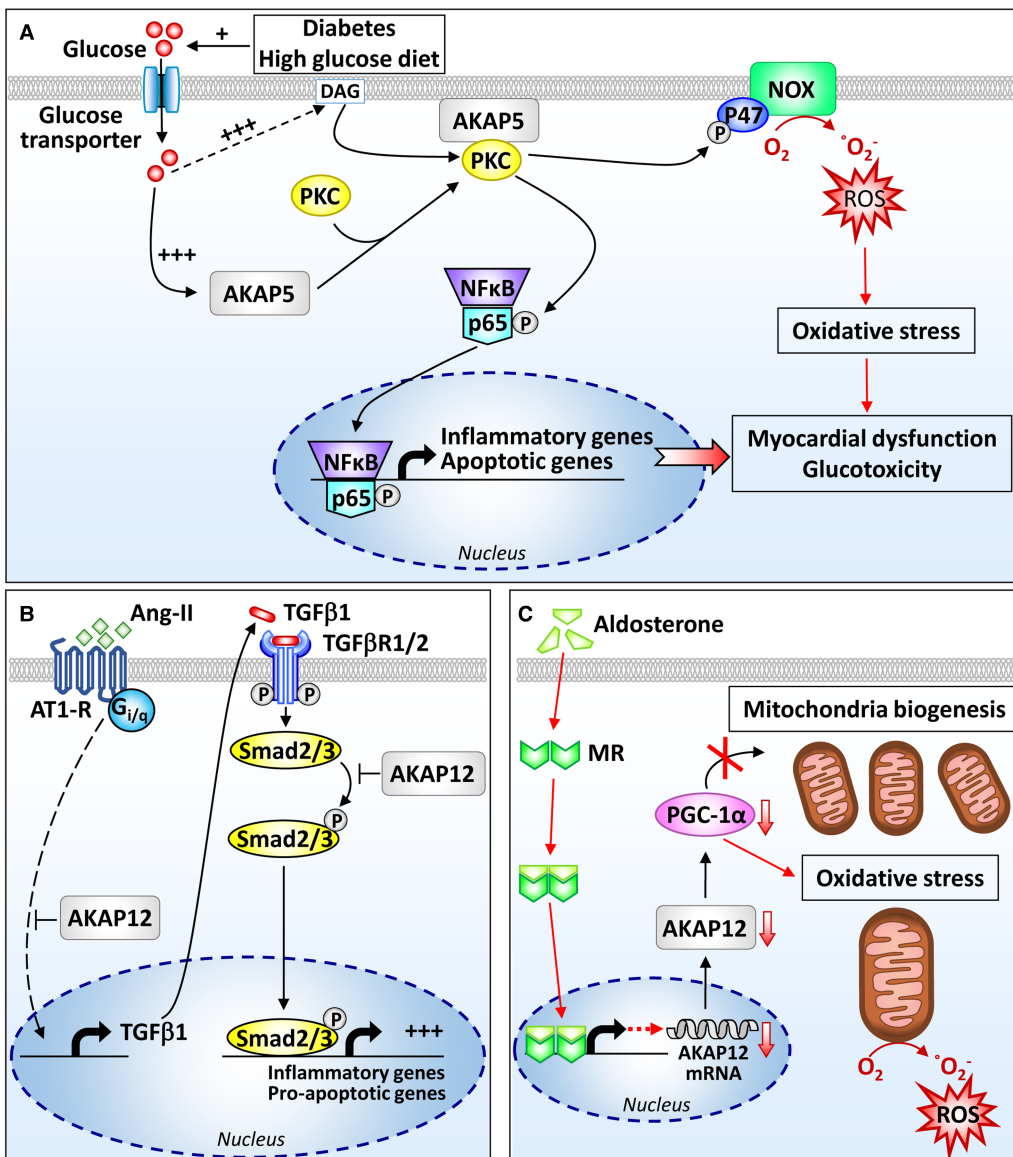 A
Glucose
+
Diabetes
High glucose diet
Glucose
transporter
+++
DAG
AKAP5
PKC
NOX
P47
P
O2
°O2-
ROS
PKC
+++
AKAP5
NFκB
p65
P
Oxidative stress
Inflammatory genes
Apoptotic genes
NFκB
p65
P
Myocardial dysfunction
Glucotoxicity
Nucleus
B
Ang-II
TGFβ1
TGFβR1/2
AT1-R
Gi/q
P
P
Smad2/3
AKAP12
P
Smad2/3
AKAP12
TGFβ1
P
Smad2/3
+++
Inflammatory genes
Pro-apoptotic genes
Nucleus
C
Aldosterone
Mitochondria biogenesis
MR
PGC-1α
Oxidative stress
AKAP12
AKAP12
mRNA
Nucleus
O2
°O2-
ROS